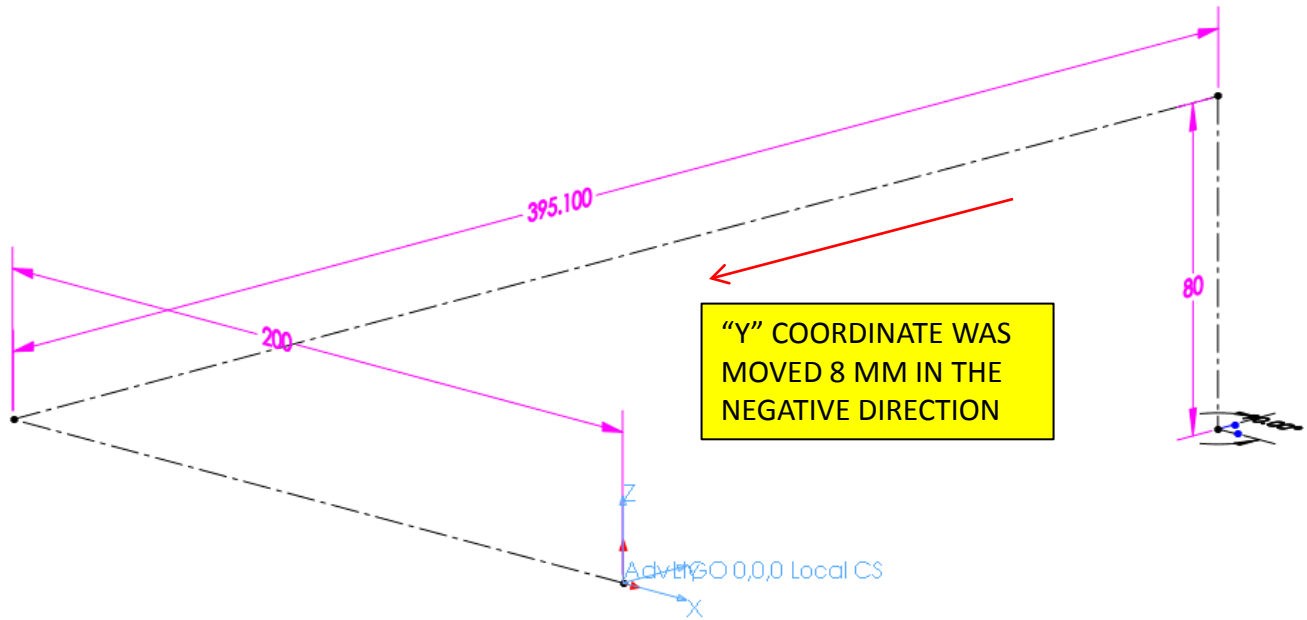 395.100
80
200
“Y” COORDINATE WAS
MOVED 8 MM IN THE
NEGATIVE DIRECTION
Z
Y
0,0,0 Local CS
X